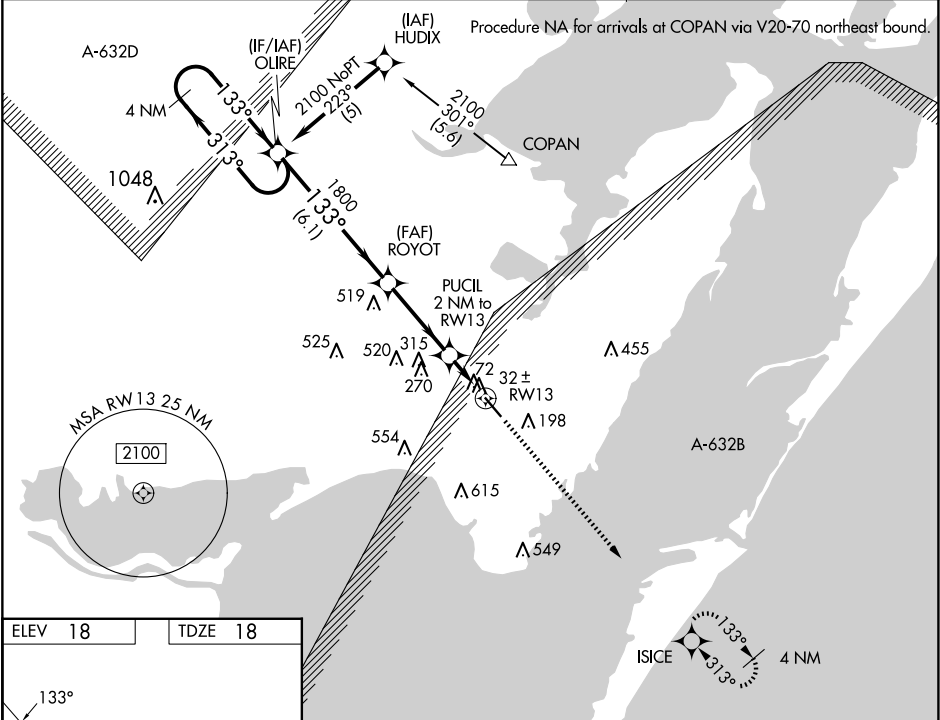 Procedure NA for arrivals at COPAN via V20-70 northeast bound.
A-632D
(IF/IAF)
OLIRE
(IAF)
HUDIX
4 NM
133°
313°
2100 NoPT
223°
(5)
2100
301°
(5.6)
COPAN
1048
1800
133°
(6.1)
(FAF)
ROYOT
519
PUCIL
2 NM to
RW13
525
520
315
270
72
32 ±
RW13
455
198
554
A-632B
MSA RW13 25 NM
2100
615
549
ELEV 18
TDZE 18
133°
ISICE
133°
313°
4 NM